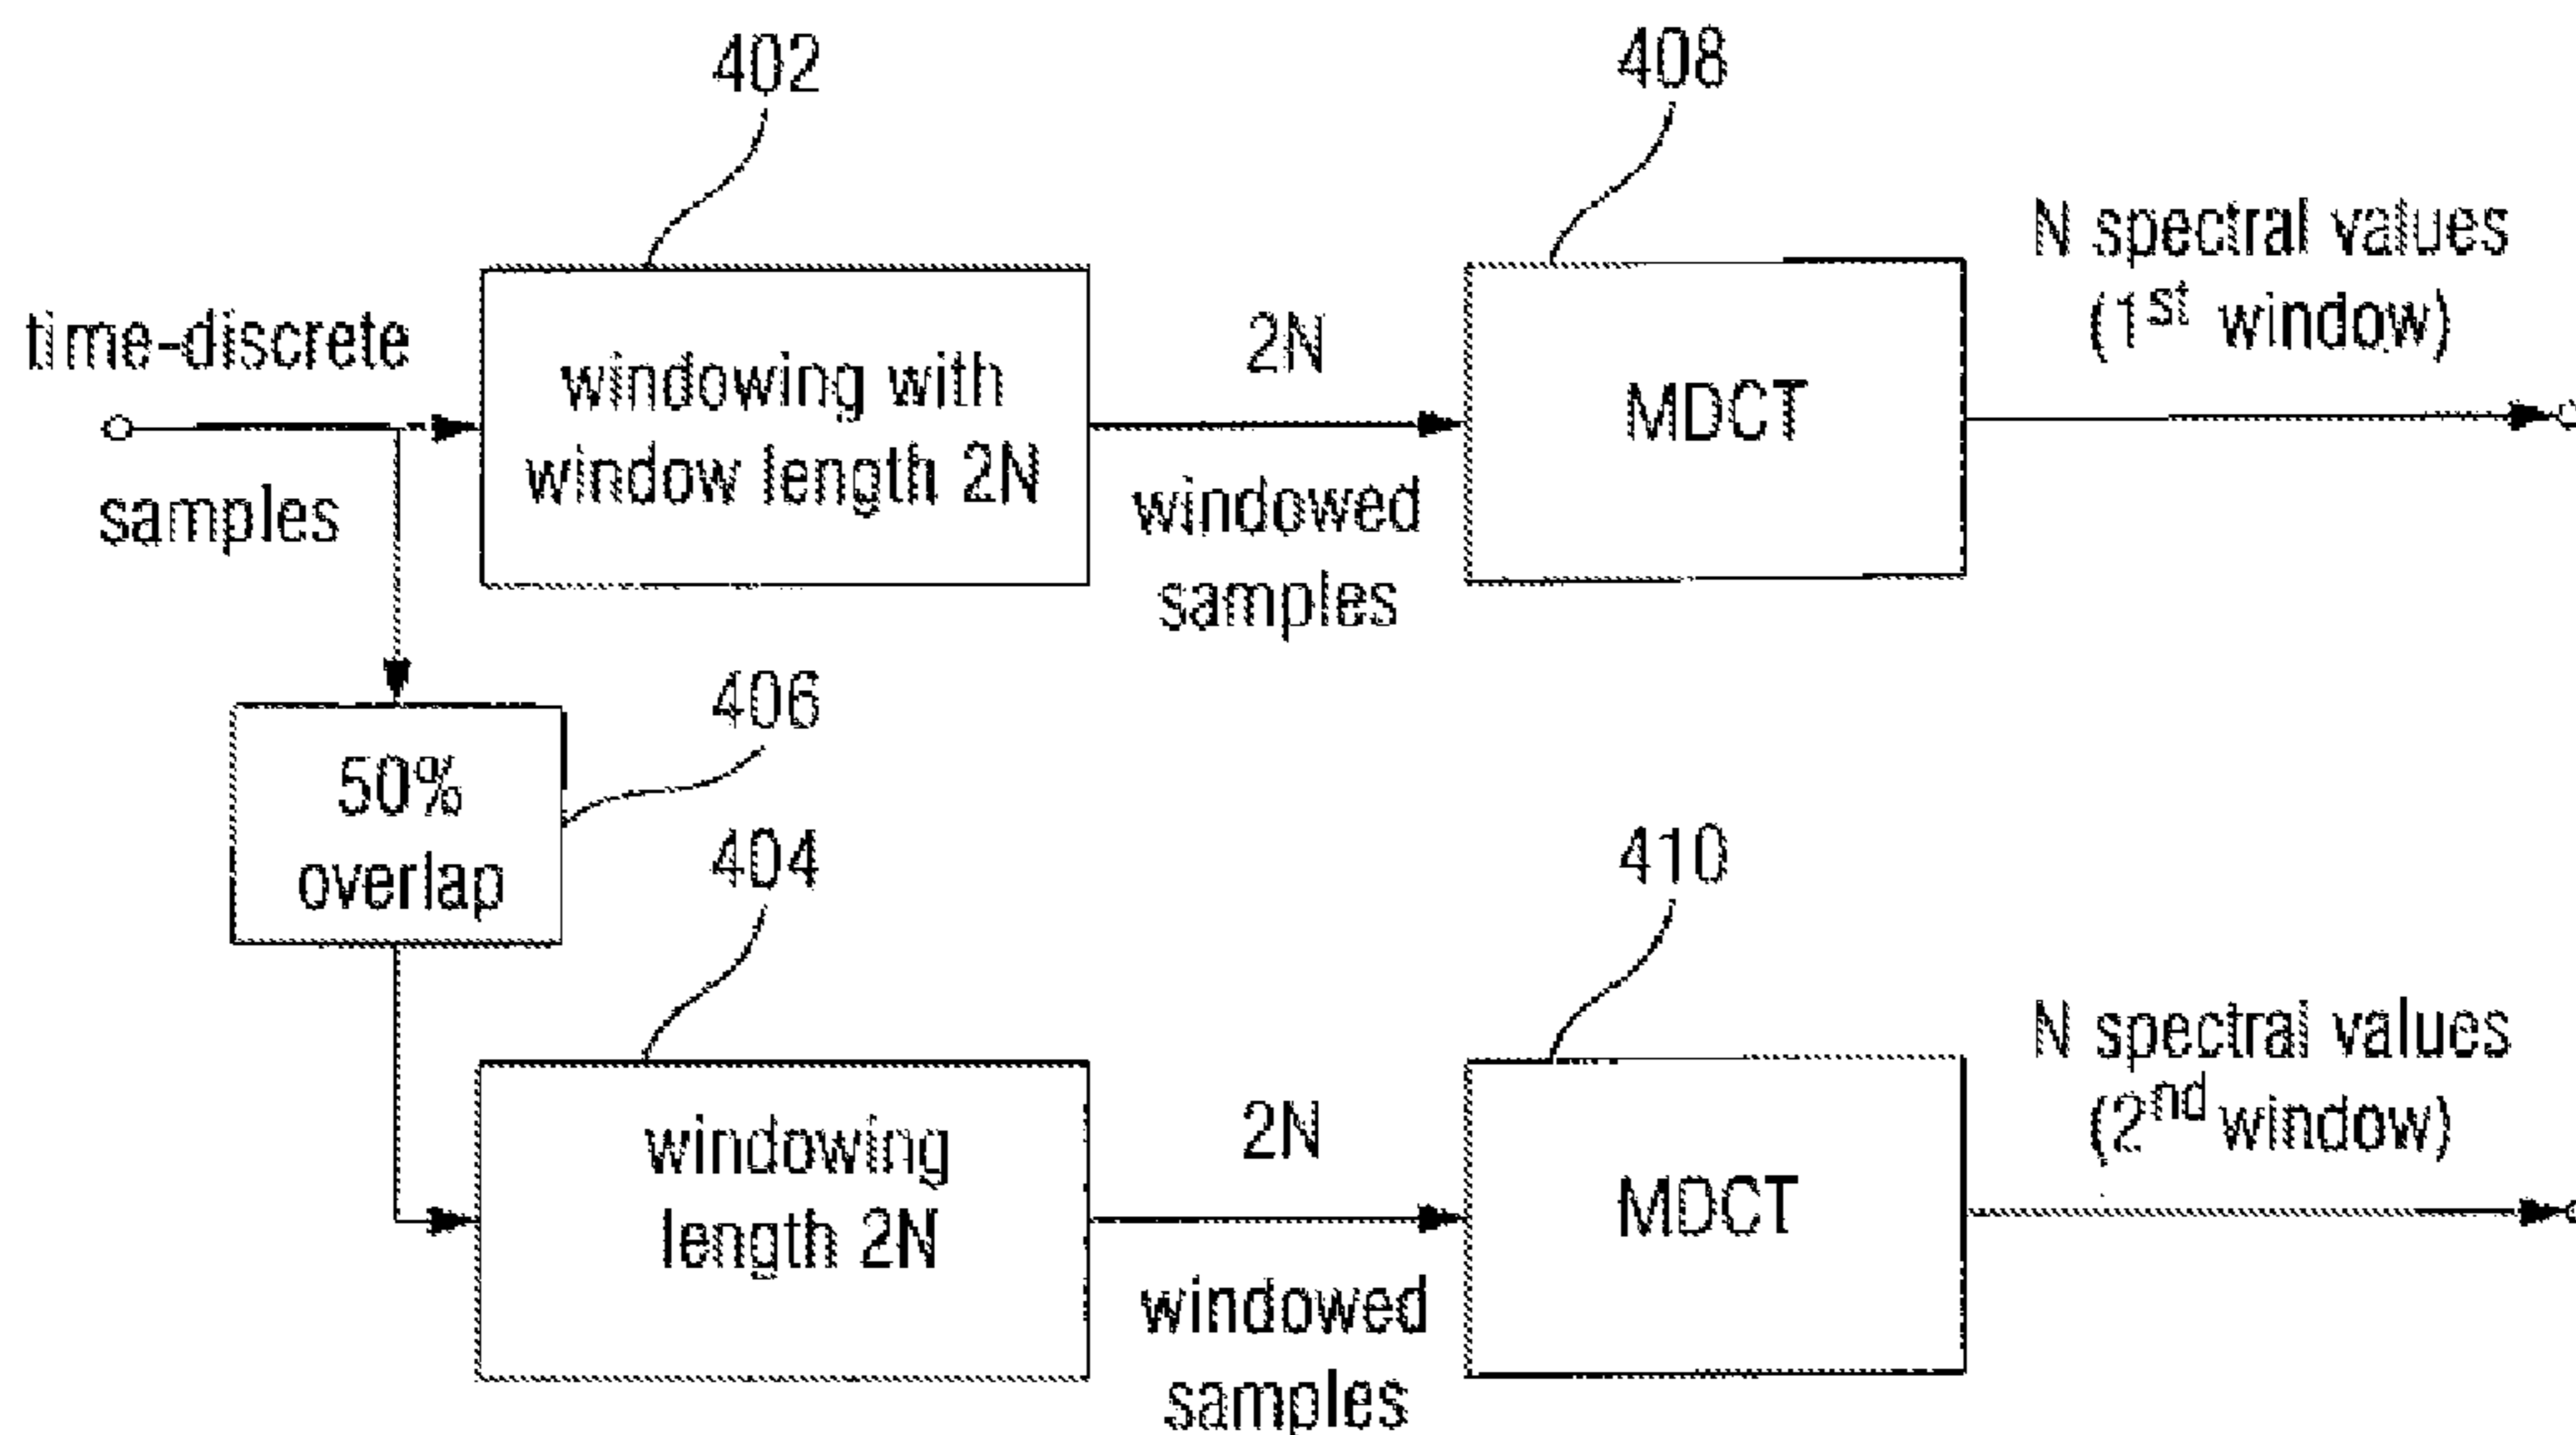 402
408
time-discrete
samples
windowing with
window length 2N
2N
windowed
samples
MDCT
N spectral values
(1st window)
406
50%
overlap
404
410
windowing
length 2N
2N
windowed
samples
MDCT
N spectral values
(2nd window)